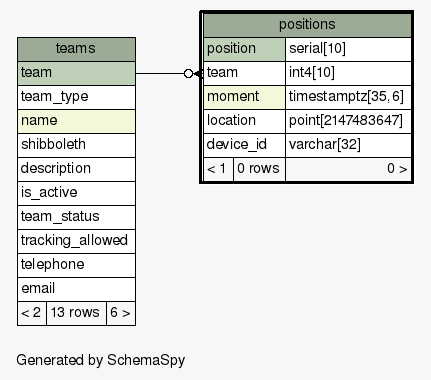 teams
team
team_type
name
shibboleth
description
is_active
team_status
tracking_allowed
telephone
email
< 2 13 rows 6 >
positions
position serial[10]
team int4[10]
moment timestamptz[35,6]
location point[2147483647]
device_id varchar[32]
< 1 0 rows 0 >
Generated by SchemaSpy